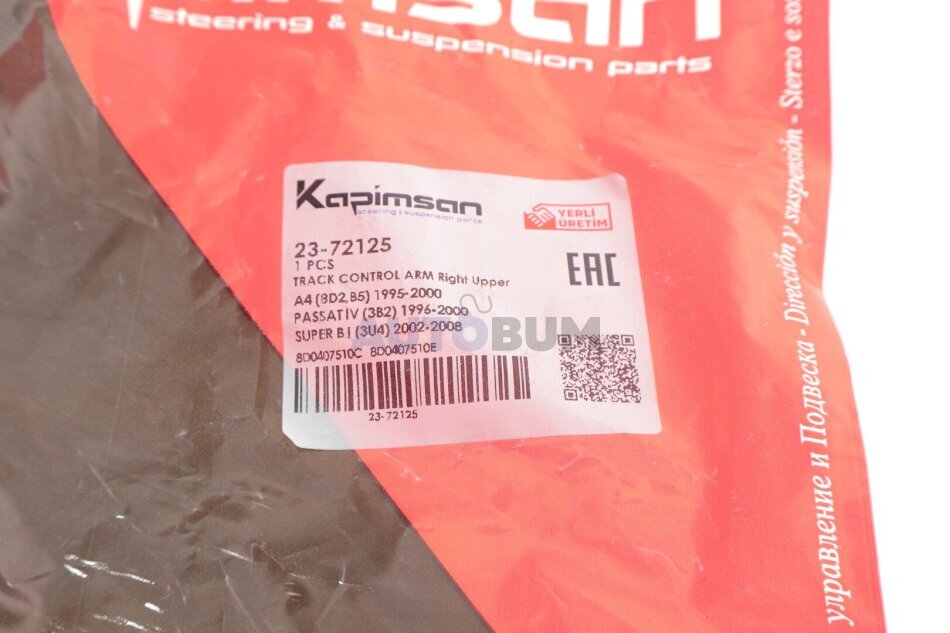 steering & suspension parts
Kapimsan
steering & suspension parts
YERLİ
ÜRETİM
23-72125
1 PCS
EAC
TRACK CONTROL ARM Right Upper
A4 (8D2,B5) 1995-2000
PASSAT IV (3B2) 1996-2000
SUPER B I (3U4) 2002-2008
AUTOBUM
8D0407510C 8D0407510E
23-72125
управление и Подвеска - Dirección y suspensión - Sterzo e